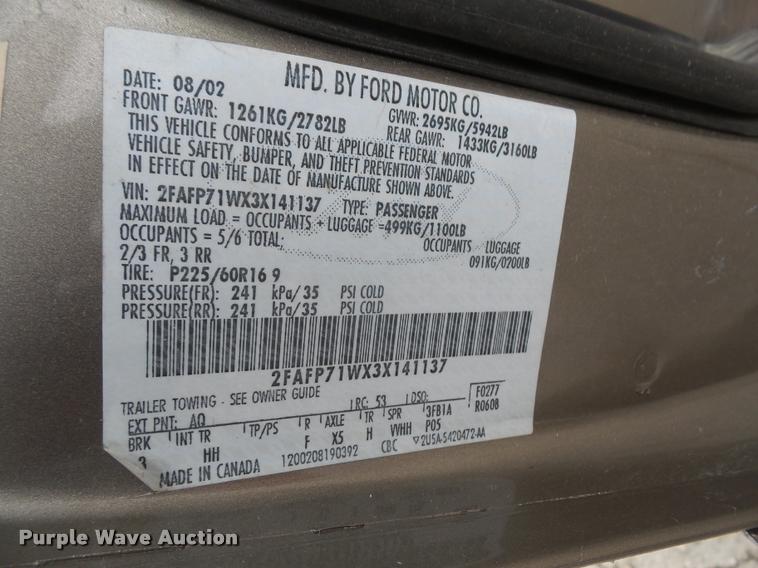 MFD. BY FORD MOTOR CO.
DATE: 08/02 GVWR: 2695KG/5942LB
FRONT GAWR: 1261KG/2782LB REAR GAWR: 1433KG/3160LB
THIS VEHICLE CONFORMS TO ALL APPLICABLE FEDERAL MOTOR
VEHICLE SAFETY, BUMPER, AND THEFT PREVENTION STANDARDS
IN EFFECT ON THE DATE OF MANUFACTURE SHOWN ABOVE.
VIN: 2FAFP71WX3X141137 TYPE: PASSENGER
MAXIMUM LOAD = OCCUPANTS + LUGGAGE =499KG/1100LB
OCCUPANTS = 5/6 TOTAL: OCCUPANTS LUGGAGE
2/3 FR, 3 RR 091KG/0200LB
TIRE: P225/60R16 9
PRESSURE(FR): 241 kPa/35 PSI COLD
PRESSURE(RR): 241 kPa/35 PSI COLD
2FAFP71WX3X141137
TRAILER TOWING - SEE OWNER GUIDE
EXT PNT: AQ LRC: 53 LDSO: F0277
R0608
BRK INT TR TP/PS R AXLE TR SPR 3FB1A
3 HH F X5 H VVHH P05
MADE IN CANADA 1200208190392 CBC ▽2U5A-5420472-AA
Purple Wave Auction